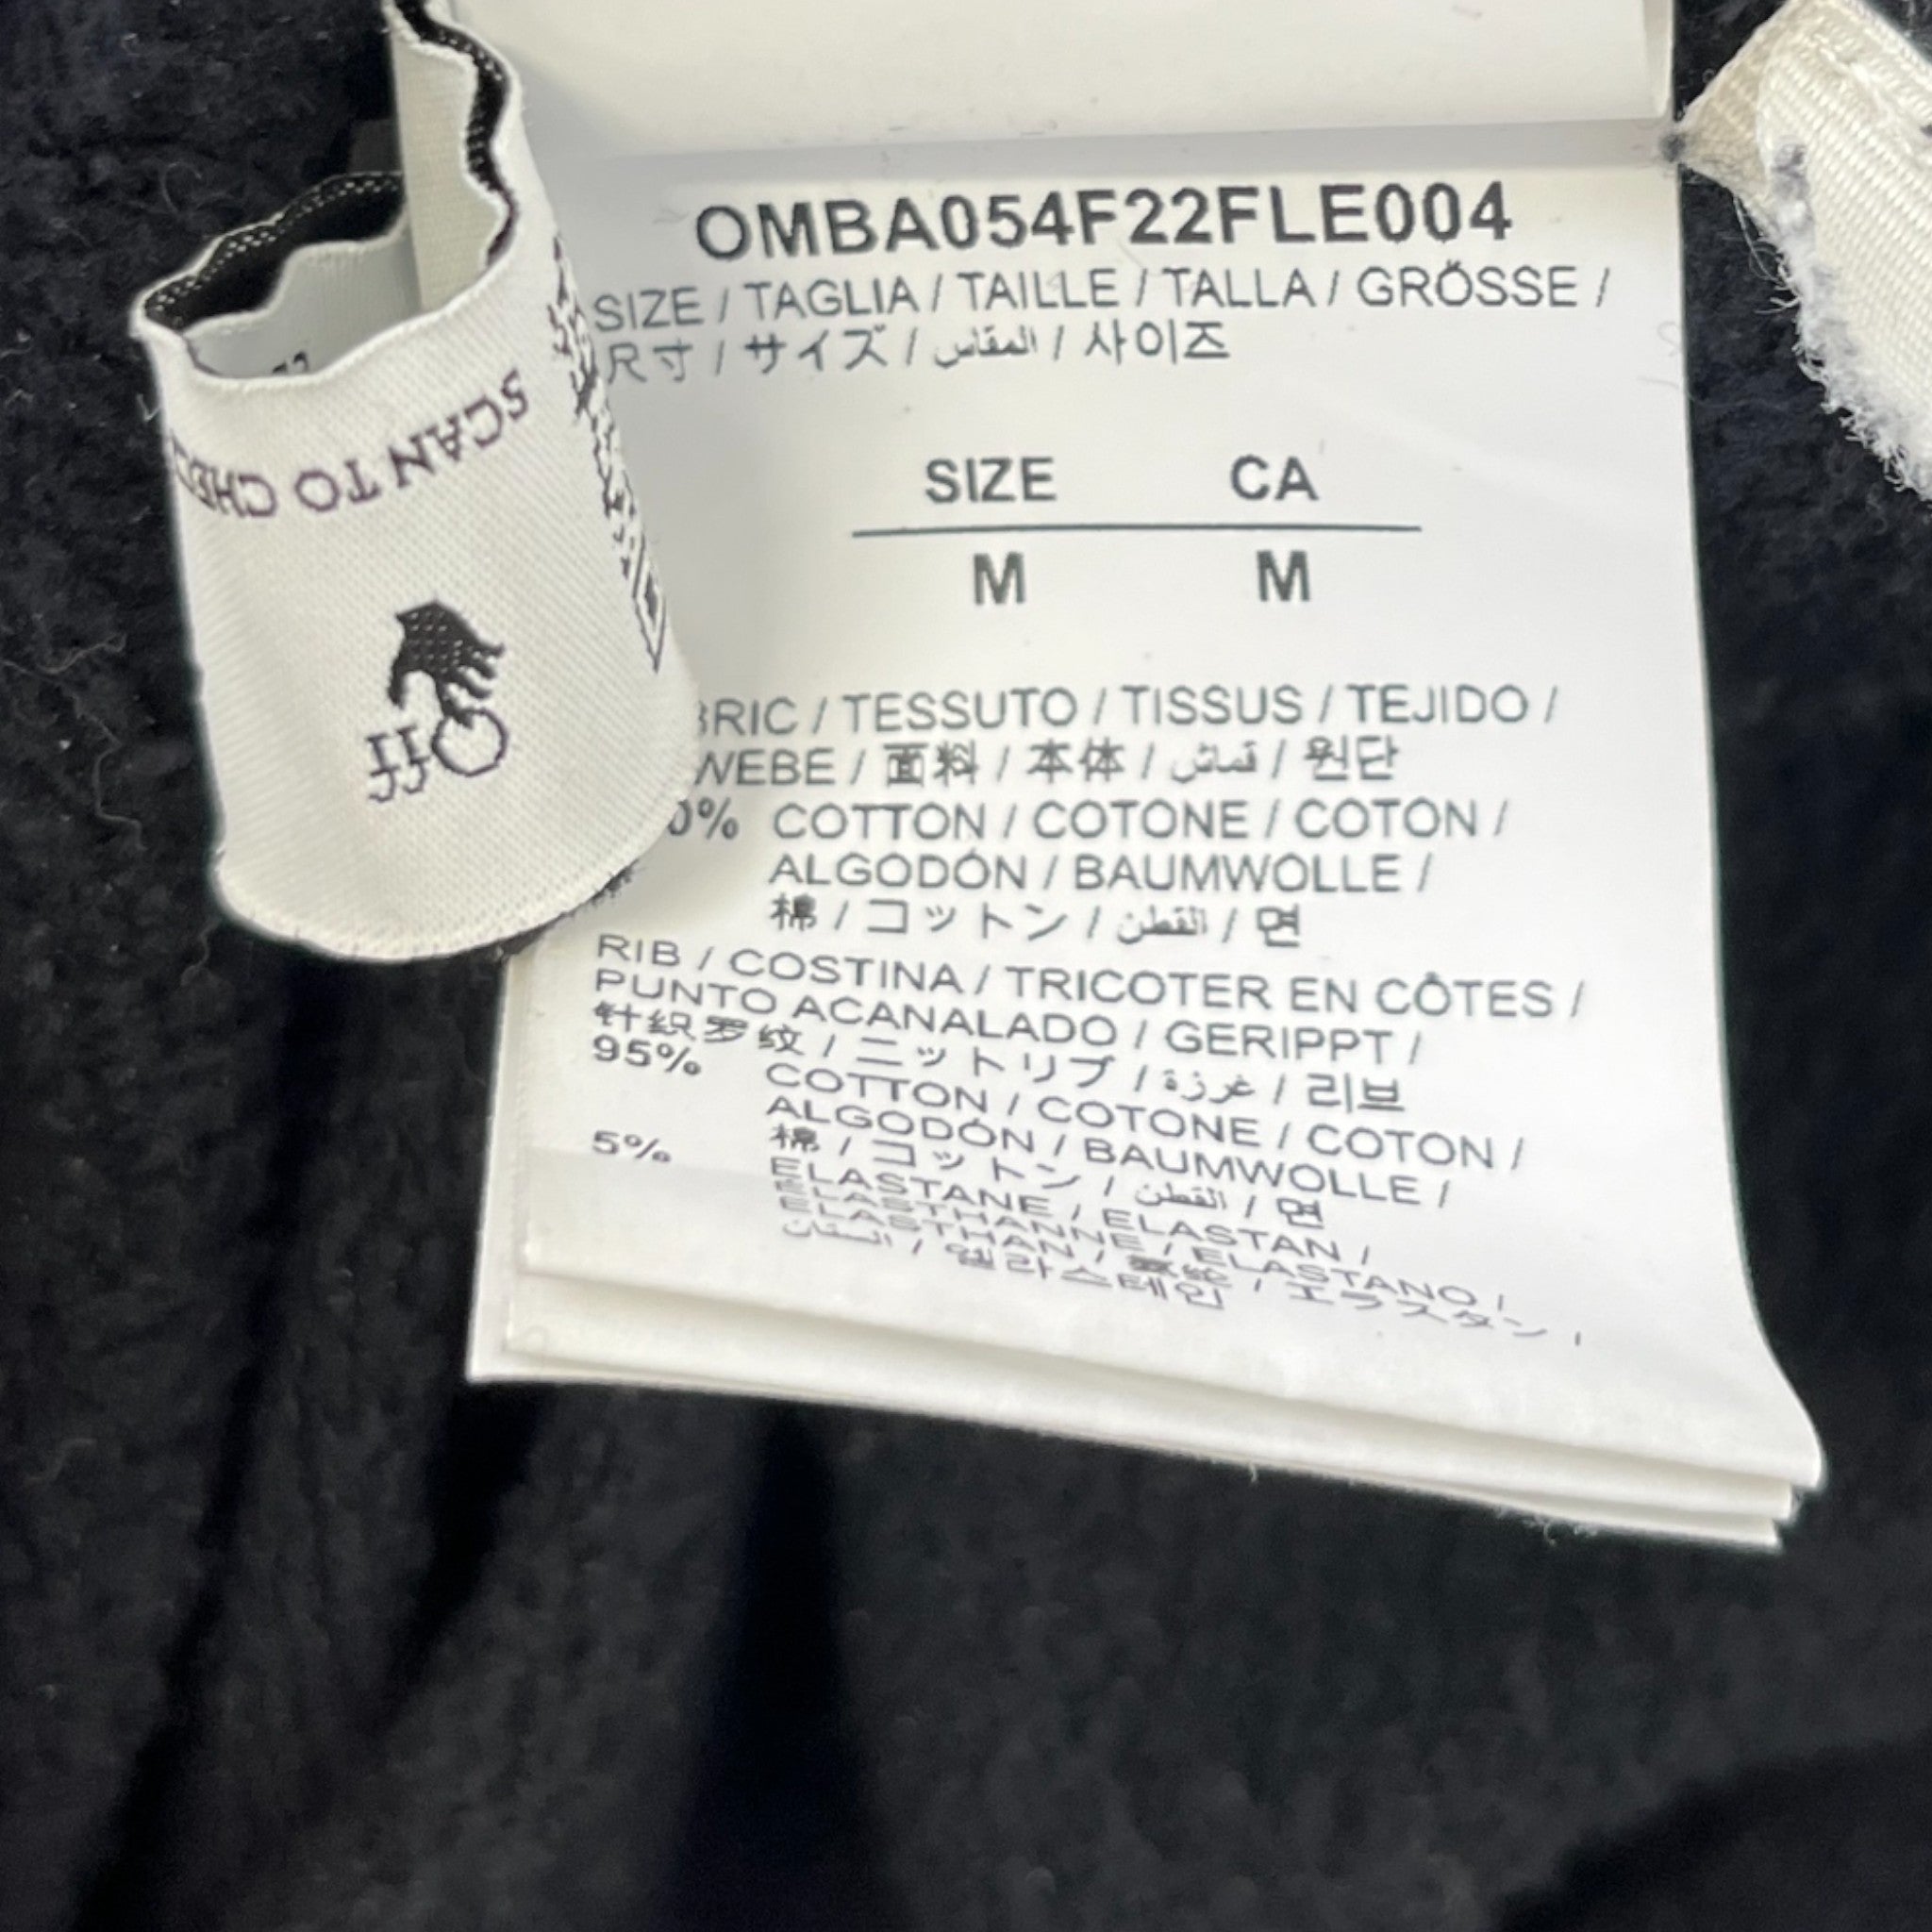 OMBA054F22FLE004
SIZE / TAGLIA / TAILLE / TALLA / GRÖSSE /
尺寸 / サイズ / المقاس / 사이즈
SIZE CA
M M
BRIC / TESSUTO / TISSUS / TEJIDO /
WEBE / 面料 / 本体 / قماش / 원단
0% COTTON / COTONE / COTON /
ALGODÓN / BAUMWOLLE /
棉 / コットン / القطن / 면
RIB / COSTINA / TRICOTER EN CÔTES /
PUNTO ACANALADO / GERIPPT /
针织罗纹 / ニットリブ / غرزة / 리브
95% COTTON / COTONE / COTON /
ALGODÓN / BAUMWOLLE /
棉 / コットン / القطن / 면
5% ELASTANE / ELASTAN /
ELASTHANNE / ELASTANO /
ELASTHAN / エラスタン /
엘라스테인
SCAN TO CHEC
Off